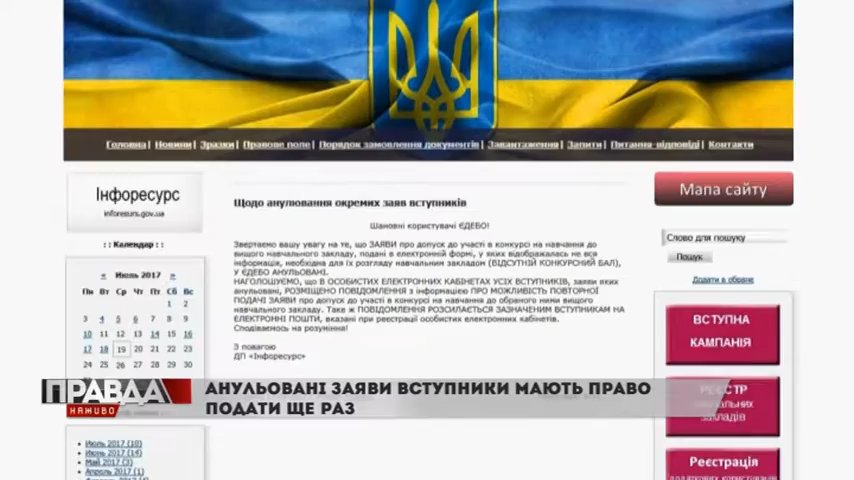 Головна | Новини | Зразки | Правове поле | Порядок замовлення документів | Завантаження | Запити | Питання-відповіді | Контакти
Інфоресурс
inforesurs.gov.ua
: : Календар : :
« Июль 2017 »
Пн Вт Ср Чт Пт Сб Вс
1 2
3 4 5 6 7 8 9
10 11 12 13 14 15 16
17 18 19 20 21 22 23
24 25 26 27 28 29 30
Июль 2017 (10)
Июнь 2017 (14)
Май 2017 (3)
Апрель 2017 (1)
Щодо анулювання окремих заяв вступників
Шановні користувачі ЄДЕБО!
Звертаємо вашу увагу на те, що ЗАЯВИ про допуск до участі в конкурсі на навчання до
вищого навчального закладу, подані в електронній формі, у яких відображалась не вся
інформація, необхідна для їх розгляду навчальним закладом (ВІДСУТНІЙ КОНКУРСНИЙ БАЛ),
У ЄДЕБО АНУЛЬОВАНІ.
НАГОЛОШУЄМО, що В ОСОБИСТИХ ЕЛЕКТРОННИХ КАБІНЕТАХ УСІХ ВСТУПНИКІВ, заяви яких
анульовані, РОЗМІЩЕНО ПОВІДОМЛЕННЯ з інформацією ПРО МОЖЛИВІСТЬ ПОВТОРНОЇ
ПОДАЧІ ЗАЯВИ про допуск до участі в конкурсі на навчання до обраного ними вищого
навчального закладу. Таке ж ПОВІДОМЛЕННЯ РОЗСИЛАЄТЬСЯ ЗАЗНАЧЕНИМ ВСТУПНИКАМ НА
ЕЛЕКТРОННІ ПОШТИ, вказані при реєстрації особистих електронних кабінетів.
Сподіваємось на розуміння!
З повагою
ДП «Інфоресурс»
Мапа сайту
Слово для пошуку
Пошук
Додати в обране
ВСТУПНА
КАМПАНІЯ
РЕЄСТР
закладів
Реєстрація
додаткових користувачів
ПРАВДА
НАЖИВО
АНУЛЬОВАНІ ЗАЯВИ ВСТУПНИКИ МАЮТЬ ПРАВО
ПОДАТИ ЩЕ РАЗ